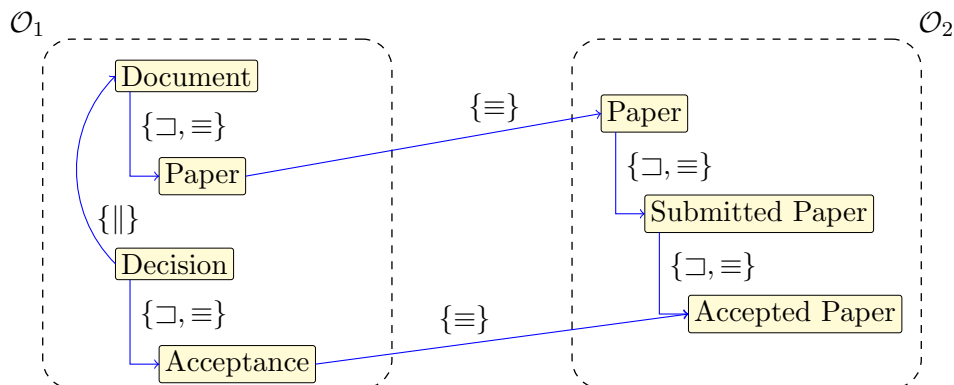 𝒪₁
𝒪₂
Document
{⊐, ≡}
Paper
{∥}
Decision
{⊐, ≡}
Acceptance
{≡}
{≡}
Paper
{⊐, ≡}
Submitted Paper
{⊐, ≡}
Accepted Paper